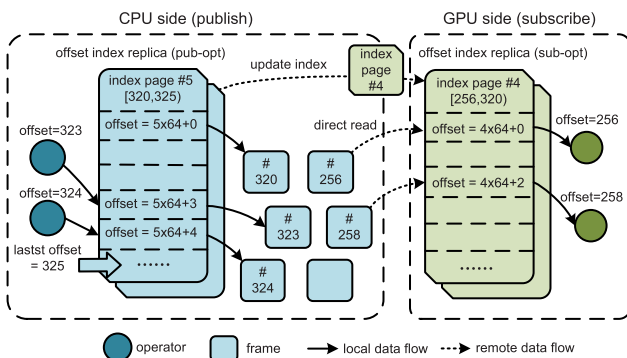 CPU side (publish)
GPU side (subscribe)
offset index replica (pub-opt)
offset index replica (sub-opt)
index page #5
[320,325)
update index
index
page
#4
index page #4
[256,320)
offset=323
offset = 5x64+0
direct read
offset = 4x64+0
offset=256
#
320
#
256
offset=324
offset = 4x64+2
offset=258
offset = 5x64+3
#
323
#
258
offset = 5x64+4
lastst offset
= 325
......
#
324
......
operator
frame
local data flow
remote data flow